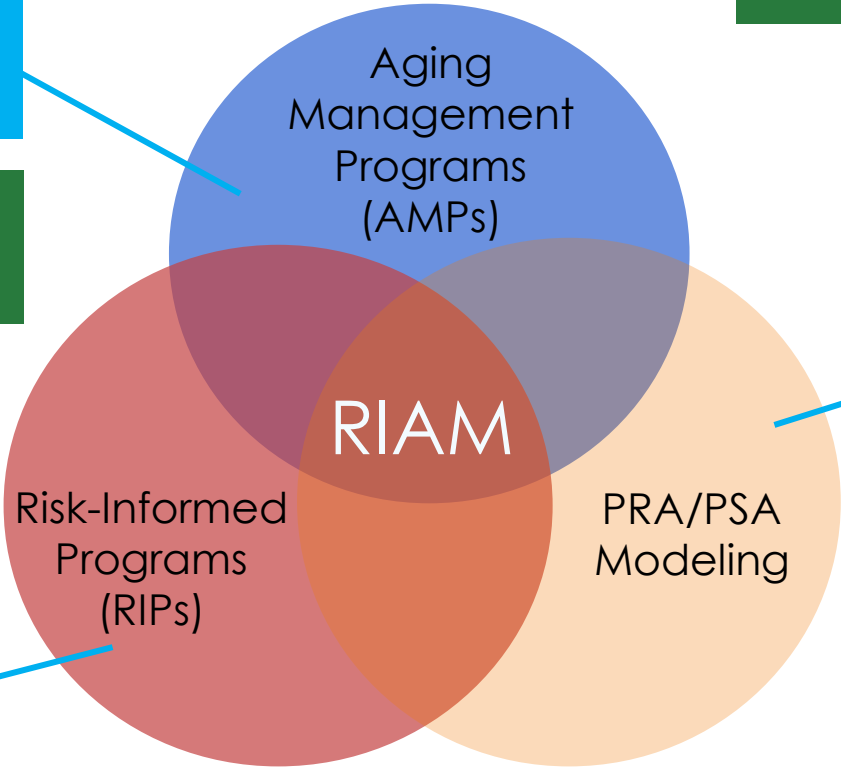 Aging
Management
Programs
(AMPs)
RIAM
Risk-Informed
Programs
(RIPs)
PRA/PSA
Modeling